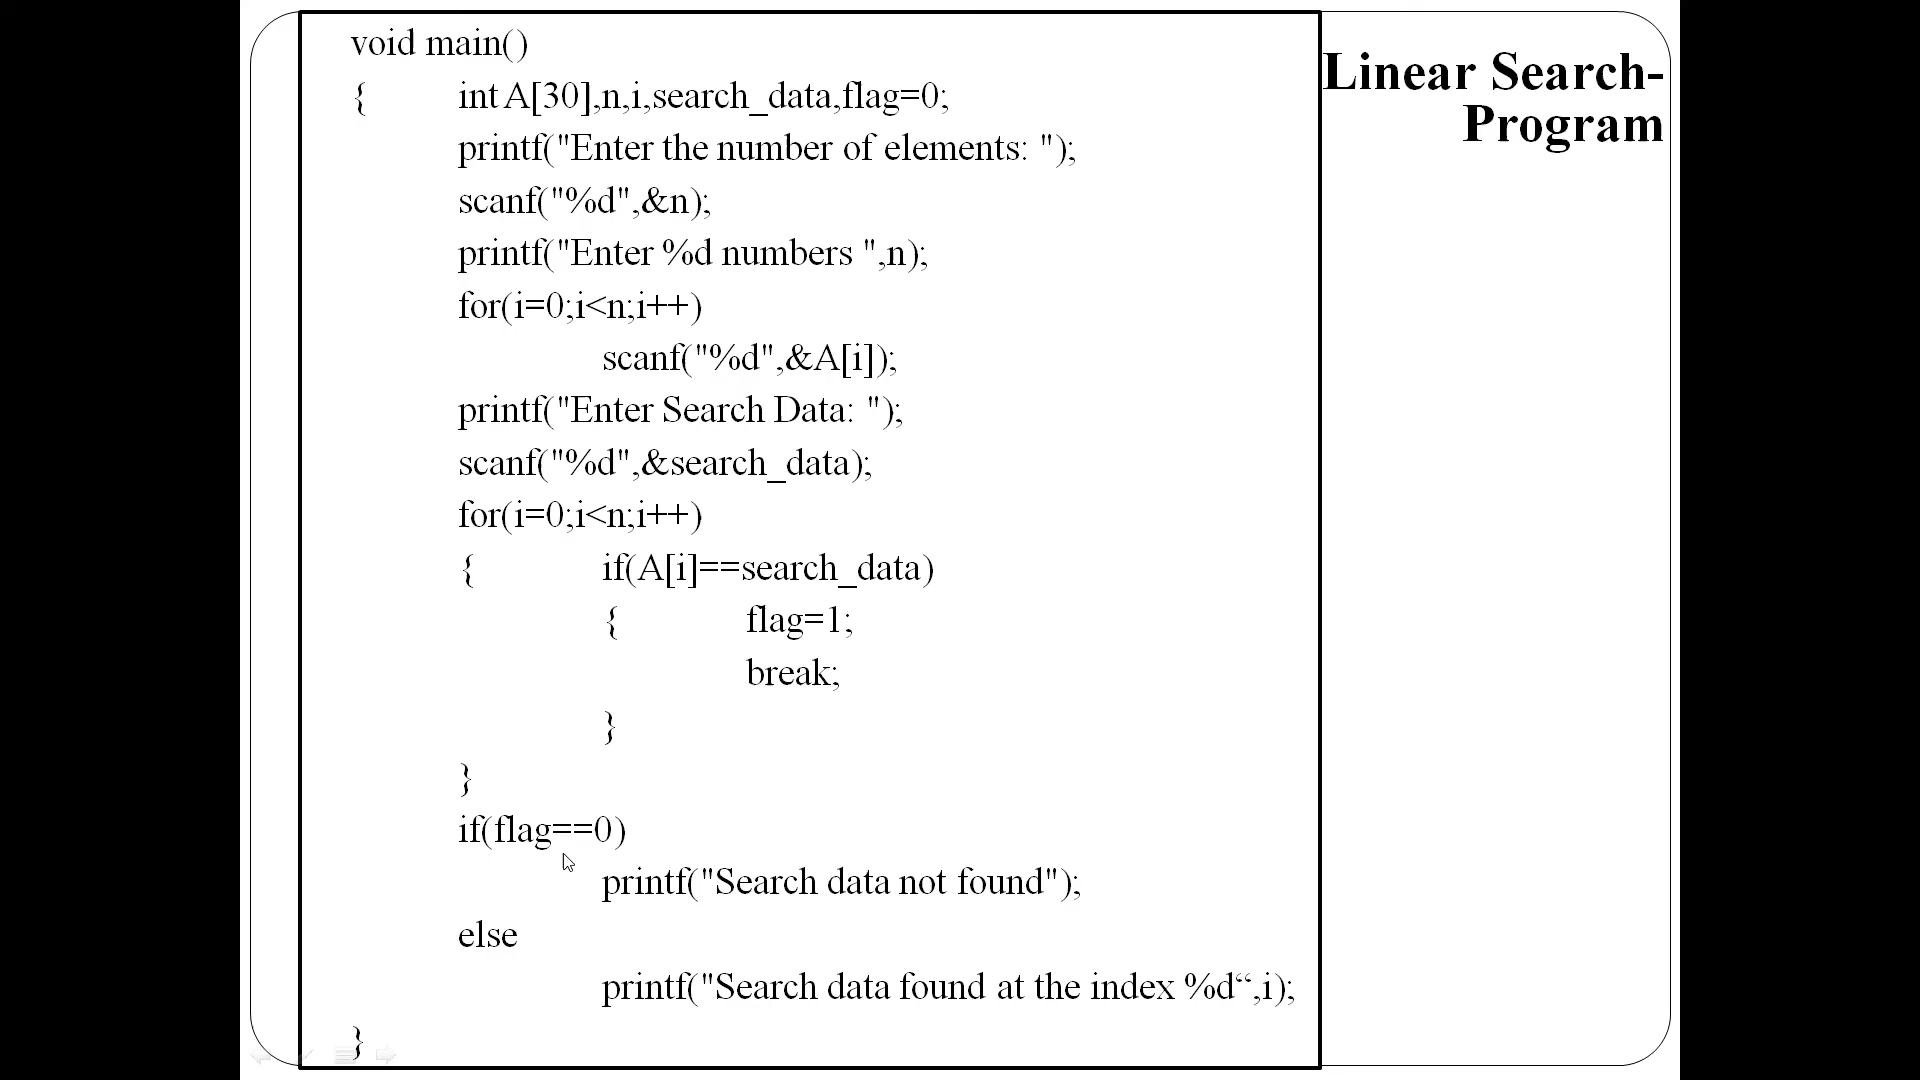 void main()
{ int A[30],n,i,search_data,flag=0;
printf("Enter the number of elements: ");
scanf("%d",&n);
printf("Enter %d numbers ",n);
for(i=0;i<n;i++)
scanf("%d",&A[i]);
printf("Enter Search Data: ");
scanf("%d",&search_data);
for(i=0;i<n;i++)
{ if(A[i]==search_data)
{ flag=1;
break;
}
}
if(flag==0)
printf("Search data not found");
else
printf("Search data found at the index %d“,i);
}
Linear Search-
Program